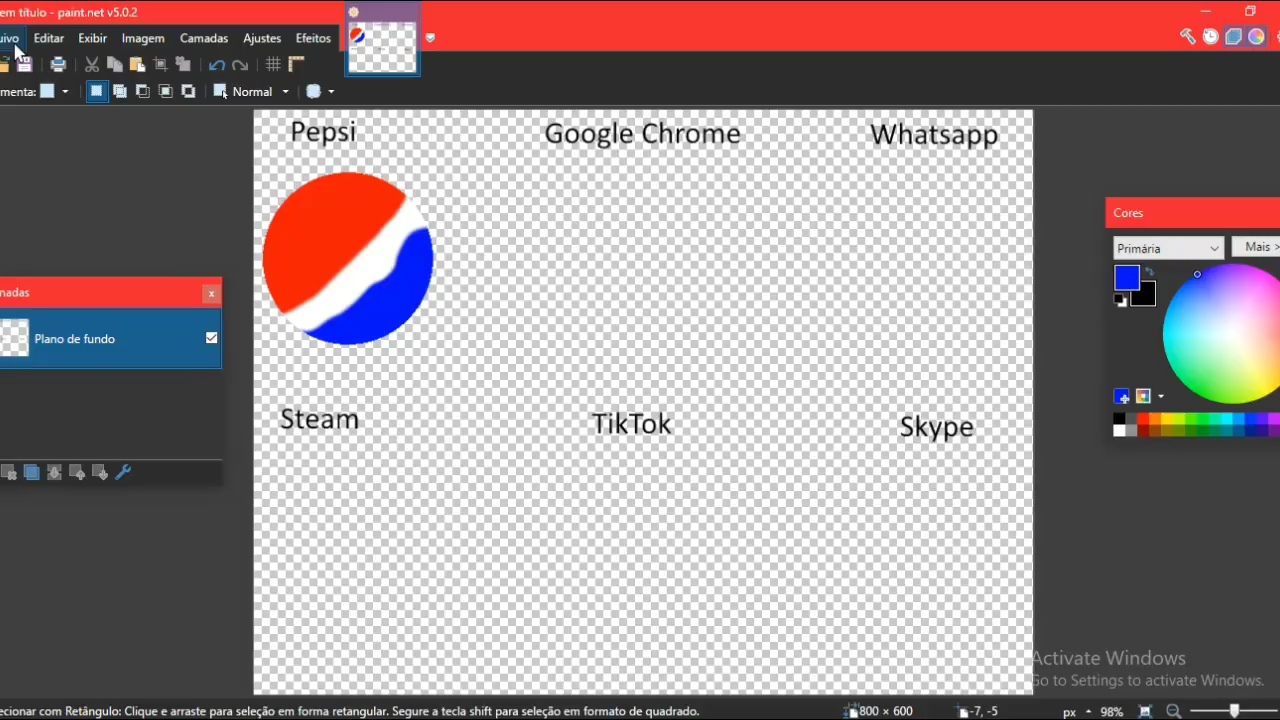 em título - paint.net v5.0.2
uivo Editar Exibir Imagem Camadas Ajustes Efeitos
menta: Normal
Pepsi Google Chrome Whatsapp
Cores
Primária Mais >
nadas
Plano de fundo
Steam TikTok Skype
Activate Windows
Go to Settings to activate Windows.
ecionar com Retângulo: Clique e arraste para seleção em forma retangular. Segure a tecla shift para seleção em formato de quadrado. 800 × 600 -7, -5 px 98%